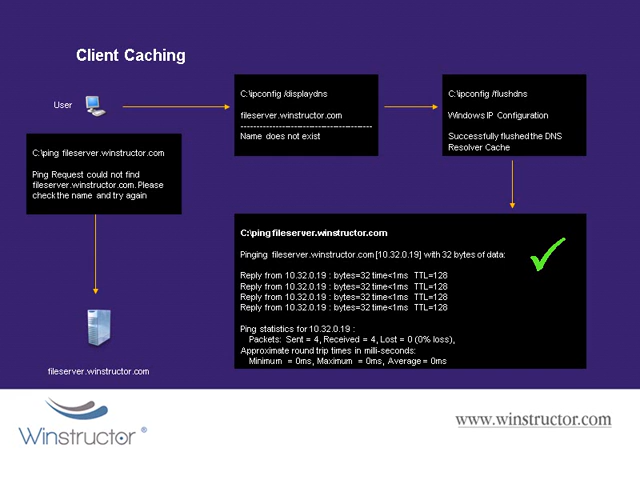 Client Caching
User
C:\ping fileserver.winstructor.com
Ping Request could not find
fileserver.winstructor.com. Please
check the name and try again
fileserver.winstructor.com
C:\ipconfig /displaydns
fileserver.winstructor.com
------------------------------------------
Name does not exist
C:\ipconfig /flushdns
Windows IP Configuration
Successfully flushed the DNS
Resolver Cache
C:\ping fileserver.winstructor.com
Pinging fileserver.winstructor.com [10.32.0.19] with 32 bytes of data:
Reply from 10.32.0.19 : bytes=32 time<1ms TTL=128
Reply from 10.32.0.19 : bytes=32 time<1ms TTL=128
Reply from 10.32.0.19 : bytes=32 time<1ms TTL=128
Reply from 10.32.0.19 : bytes=32 time<1ms TTL=128
Ping statistics for 10.32.0.19 :
Packets: Sent = 4, Received = 4, Lost = 0 (0% loss),
Approximate round trip times in milli-seconds:
Minimum = 0ms, Maximum = 0ms, Average = 0ms
Winstructor ®
www.winstructor.com